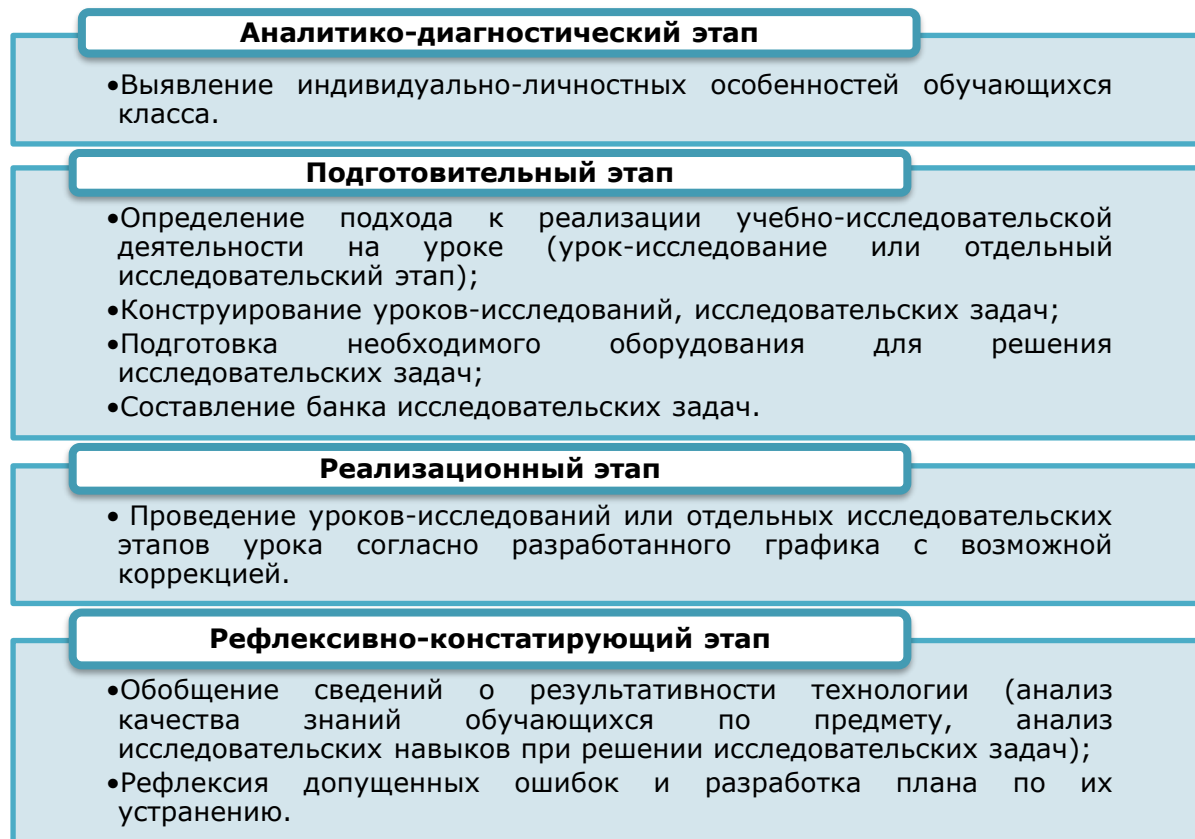 Аналитико-диагностический этап
•Выявление индивидуально-личностных особенностей обучающихся
класса.
Подготовительный этап
•Определение подхода к реализации учебно-исследовательской
деятельности на уроке (урок-исследование или отдельный
исследовательский этап);
•Конструирование уроков-исследований, исследовательских задач;
•Подготовка необходимого оборудования для решения
исследовательских задач;
•Составление банка исследовательских задач.
Реализационный этап
• Проведение уроков-исследований или отдельных исследовательских
этапов урока согласно разработанного графика с возможной
коррекцией.
Рефлексивно-констатирующий этап
•Обобщение сведений о результативности технологии (анализ
качества знаний обучающихся по предмету, анализ
исследовательских навыков при решении исследовательских задач);
•Рефлексия допущенных ошибок и разработка плана по их
устранению.